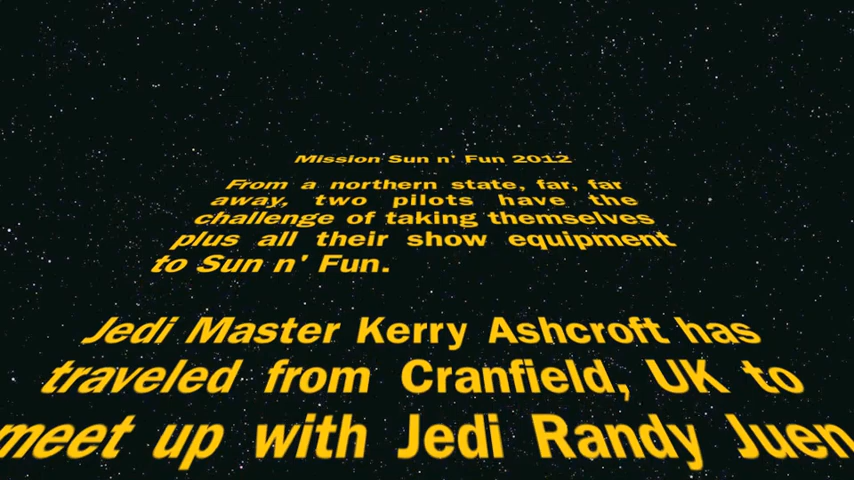 Mission Sun n' Fun 2012
From a northern state, far, far
away, two pilots have the
challenge of taking themselves
plus all their show equipment
to Sun n' Fun.
Jedi Master Kerry Ashcroft has
traveled from Cranfield, UK to
meet up with Jedi Randy Juen